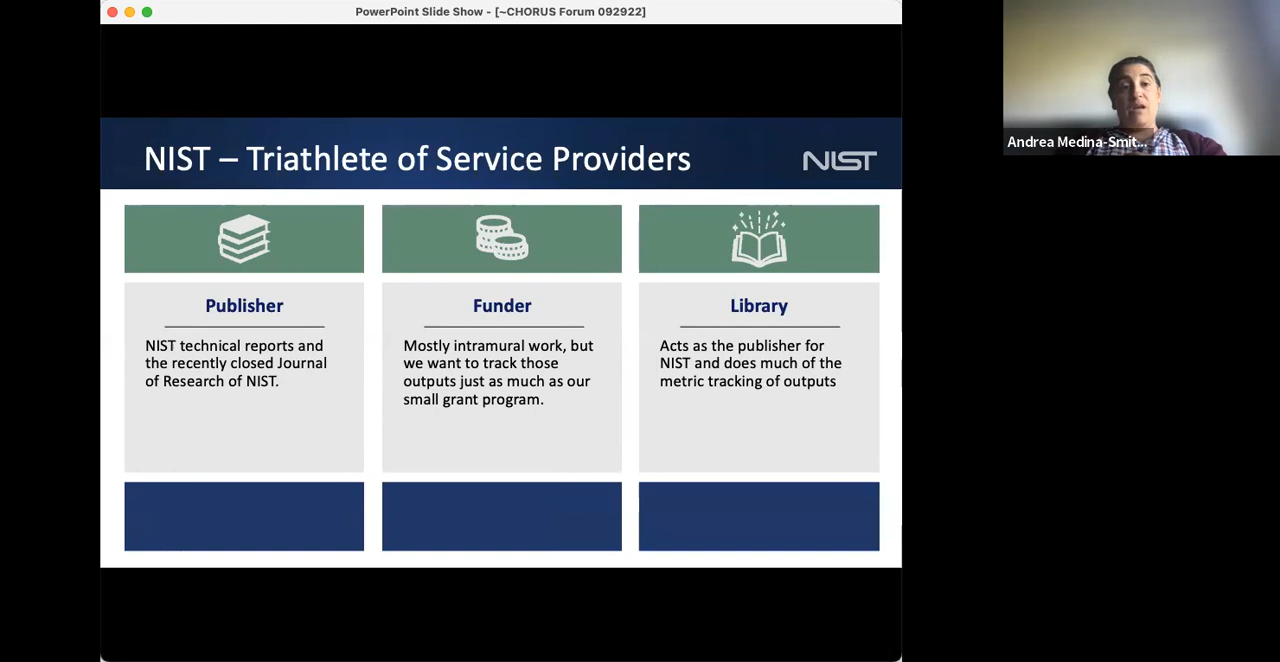 PowerPoint Slide Show - [~CHORUS Forum 092922]
NIST – Triathlete of Service Providers
NIST
Publisher
NIST technical reports and
the recently closed Journal
of Research of NIST.
Funder
Mostly intramural work, but
we want to track those
outputs just as much as our
small grant program.
Library
Acts as the publisher for
NIST and does much of the
metric tracking of outputs
Andrea Medina-Smit...